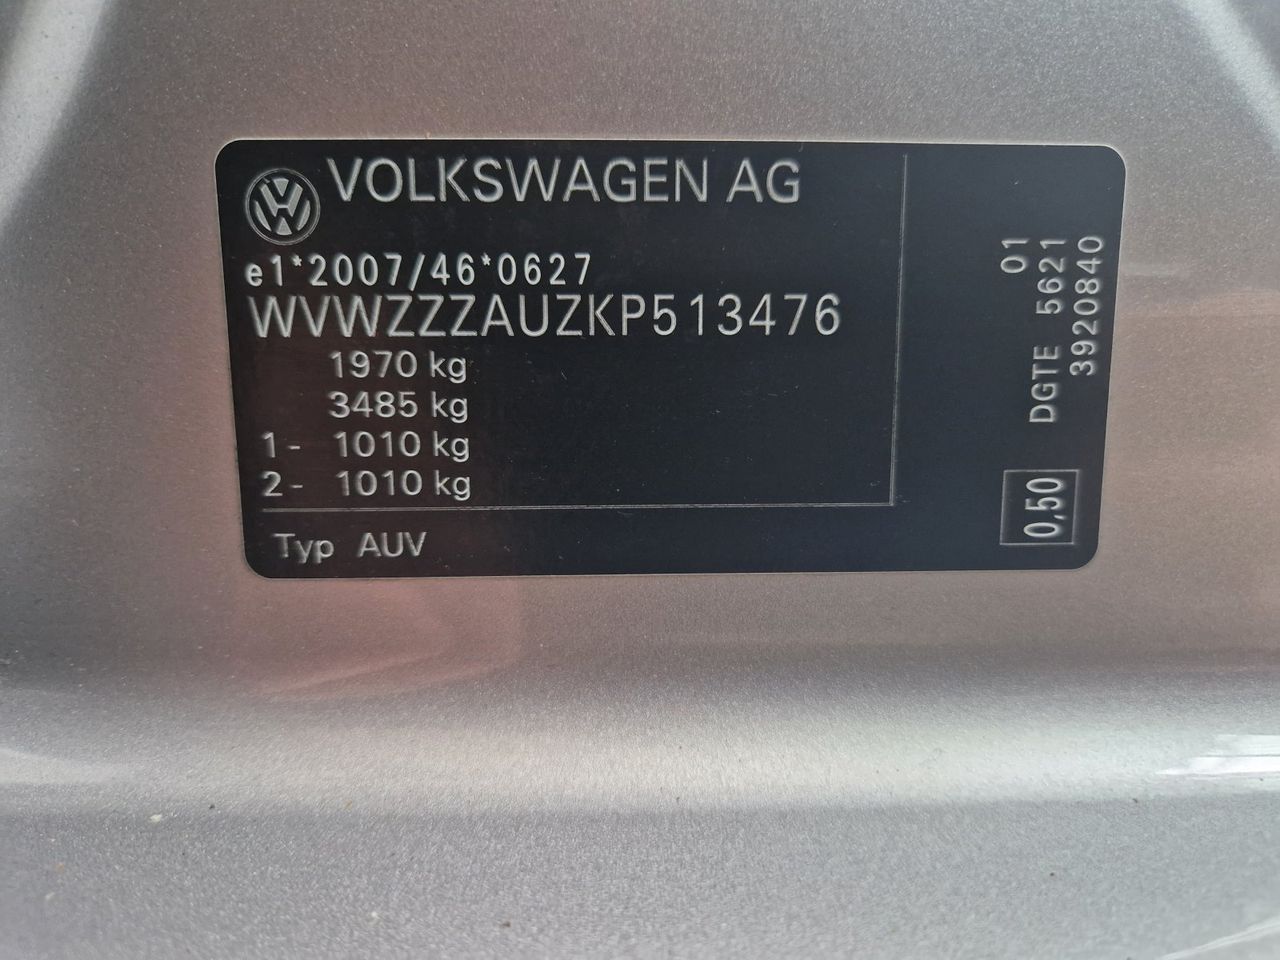 VOLKSWAGEN AG
e1*2007/46*0627
WVWZZZAUZKP513476
1970 kg
3485 kg
1- 1010 kg
2- 1010 kg
Typ AUV
01
DGTE 5621
3920840
0,50